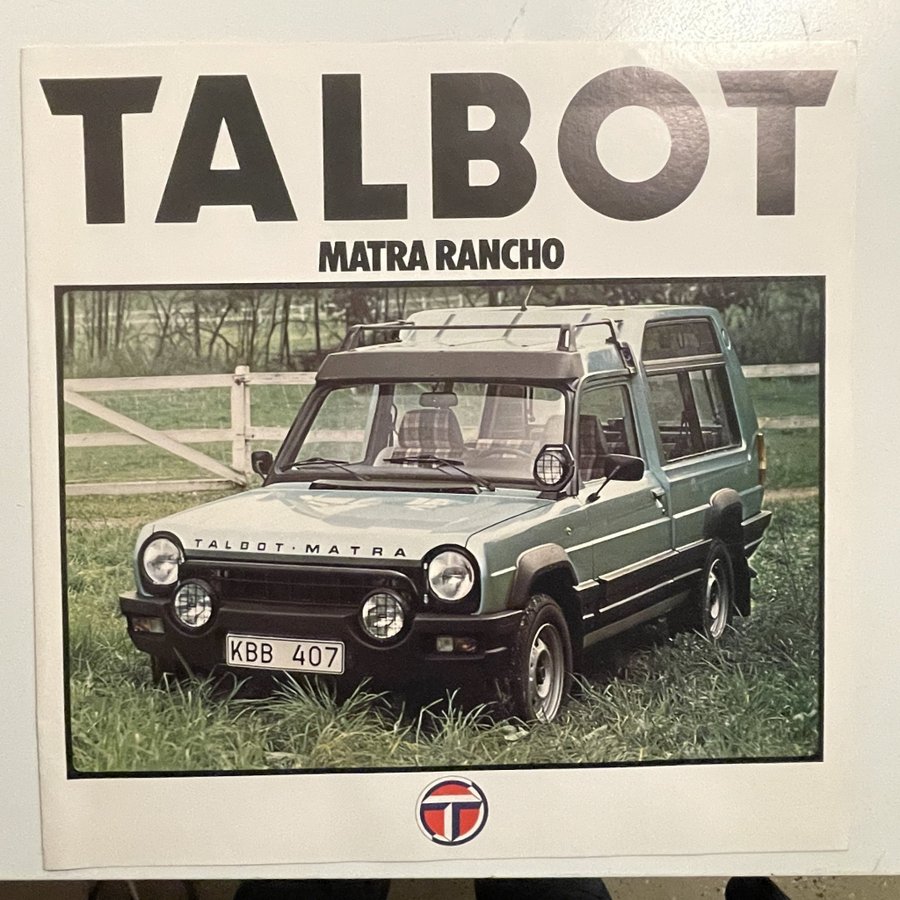 TALBOT
MATRA RANCHO
TALBOT·MATRA
KBB 407